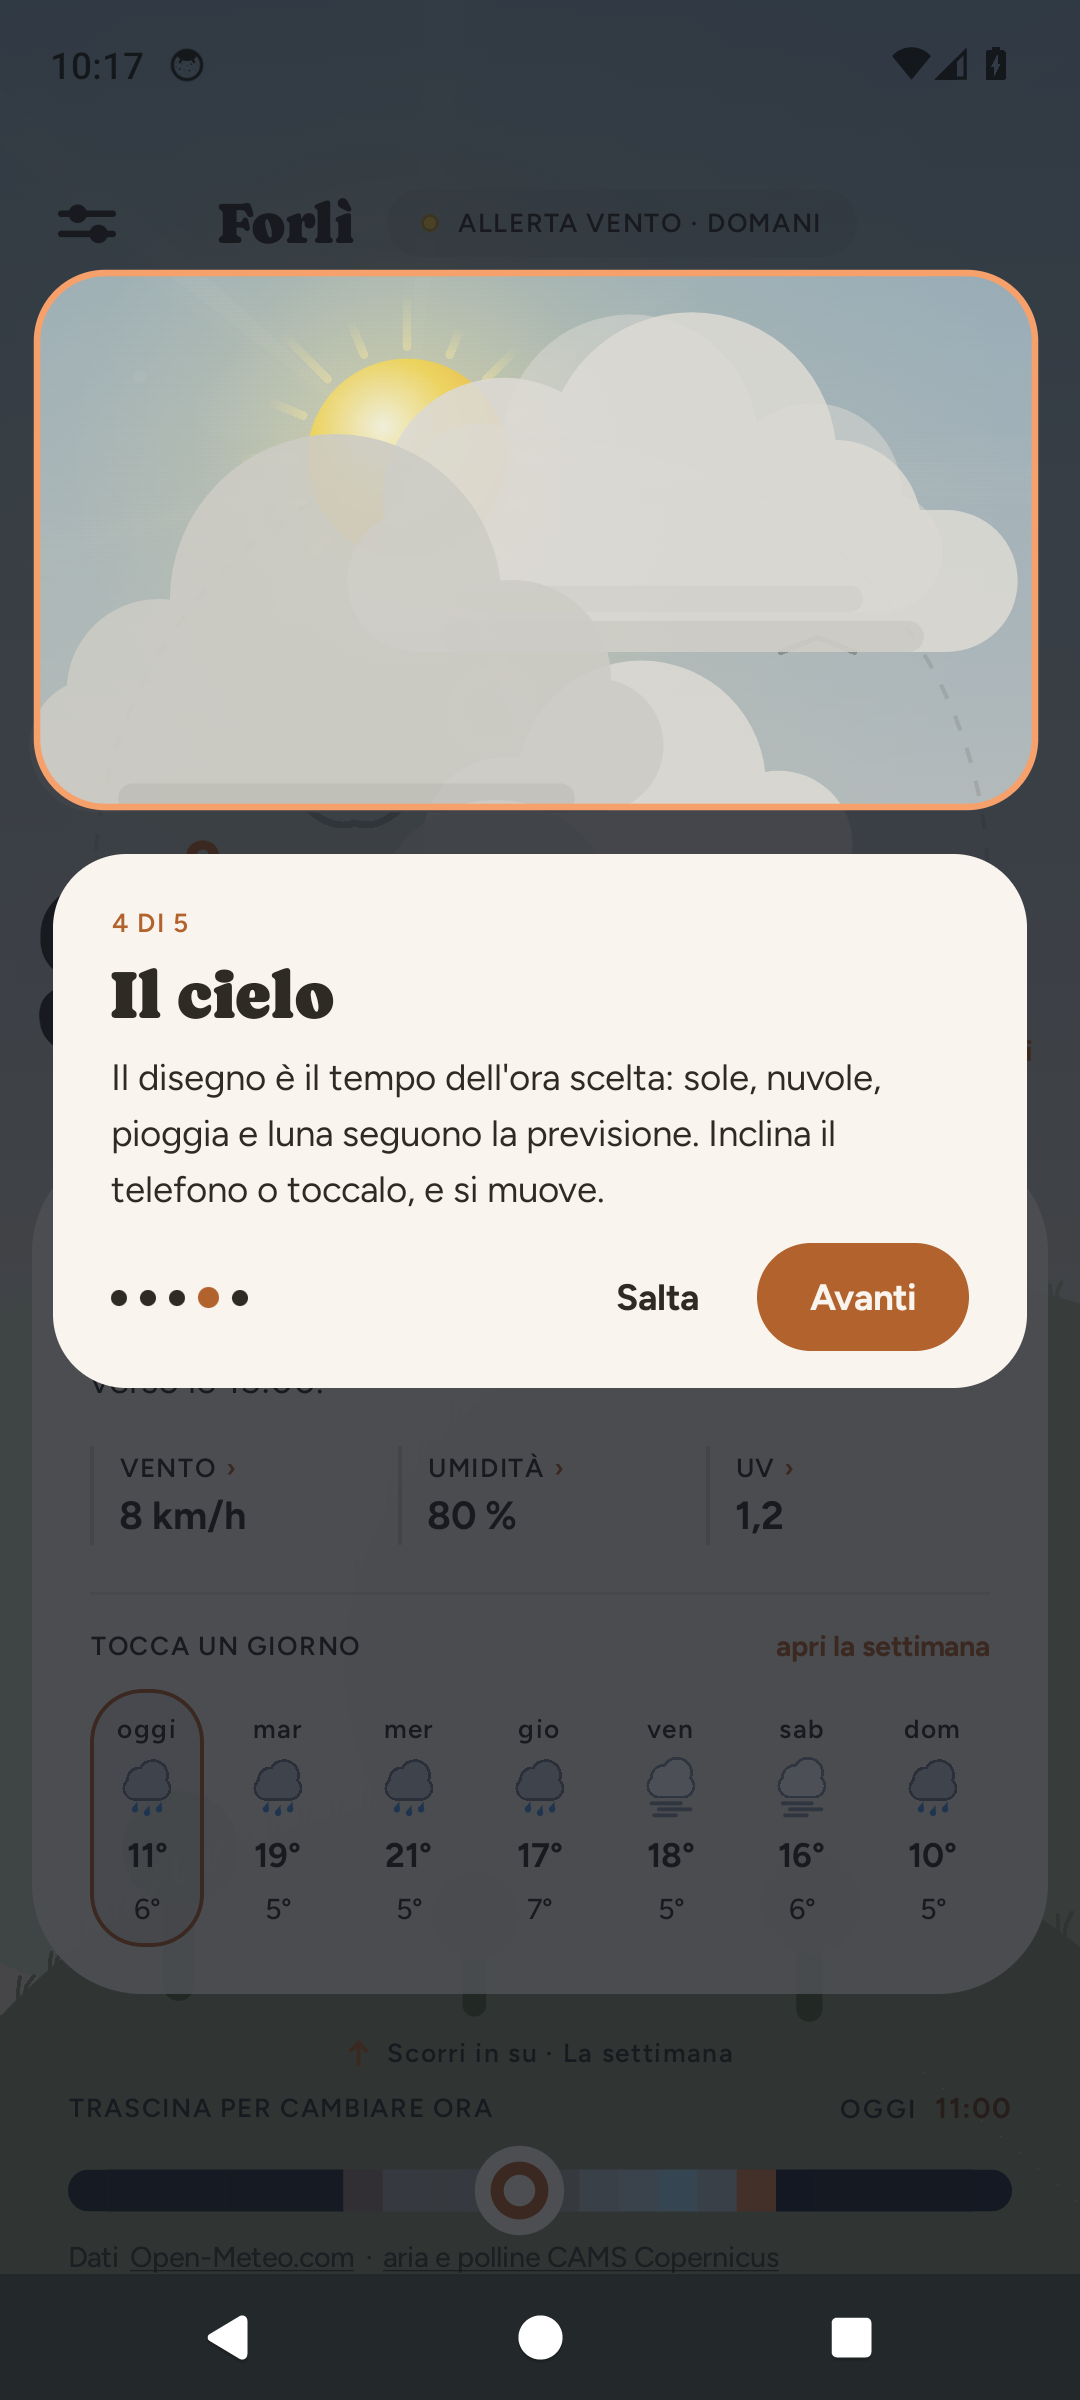 10:17
Forlì
ALLERTA VENTO · DOMANI
4 DI 5
Il cielo
Il disegno è il tempo dell'ora scelta: sole, nuvole,
pioggia e luna seguono la previsione. Inclina il
telefono o toccalo, e si muove.
Salta
Avanti
VENTO ›
UMIDITÀ ›
UV ›
8 km/h
80 %
1,2
TOCCA UN GIORNO
apri la settimana
oggi
mar
mer
gio
ven
sab
dom
11°
19°
21°
17°
18°
16°
10°
6°
5°
5°
7°
5°
6°
5°
↑ Scorri in su · La settimana
TRASCINA PER CAMBIARE ORA
OGGI 11:00
Dati Open-Meteo.com · aria e polline CAMS Copernicus